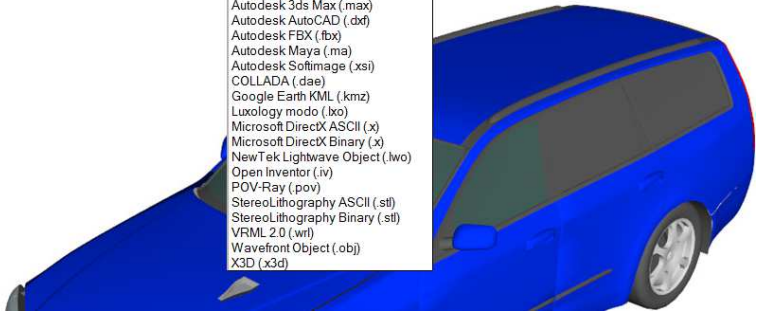 Autodesk 3ds Max (.max)
Autodesk AutoCAD (.dxf)
Autodesk FBX (.fbx)
Autodesk Maya (.ma)
Autodesk Softimage (.xsi)
COLLADA (.dae)
Google Earth KML (.kmz)
Luxology modo (.lxo)
Microsoft DirectX ASCII (.x)
Microsoft DirectX Binary (.x)
NewTek Lightwave Object (.lwo)
Open Inventor (.iv)
POV-Ray (.pov)
StereoLithography ASCII (.stl)
StereoLithography Binary (.stl)
VRML 2.0 (.wrl)
Wavefront Object (.obj)
X3D (.x3d)